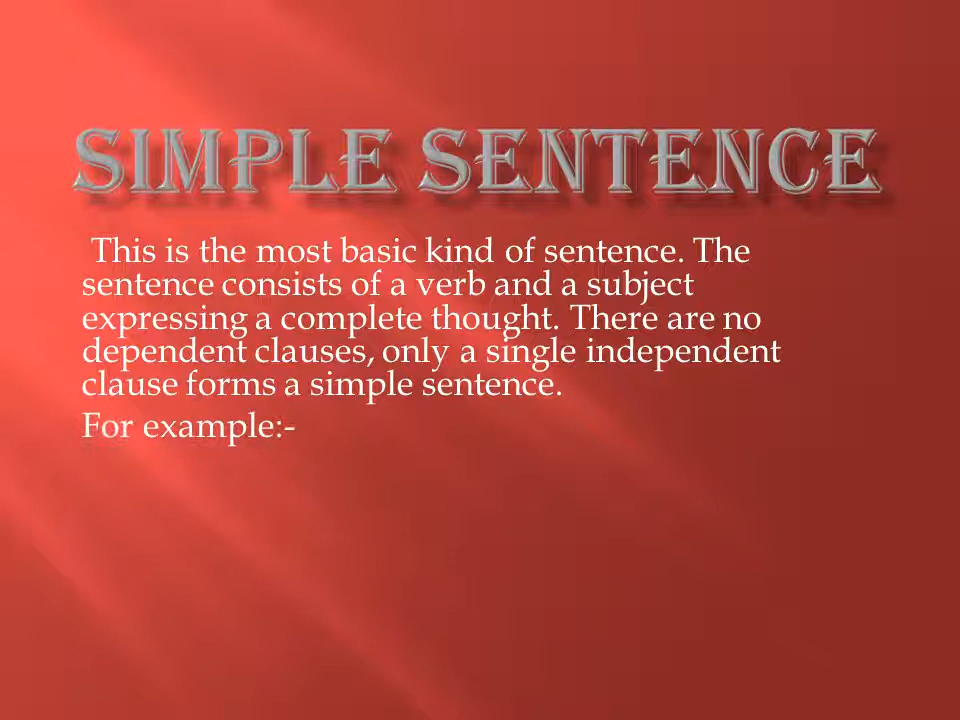 SIMPLE SENTENCE
This is the most basic kind of sentence. The
sentence consists of a verb and a subject
expressing a complete thought. There are no
dependent clauses, only a single independent
clause forms a simple sentence.
For example:-